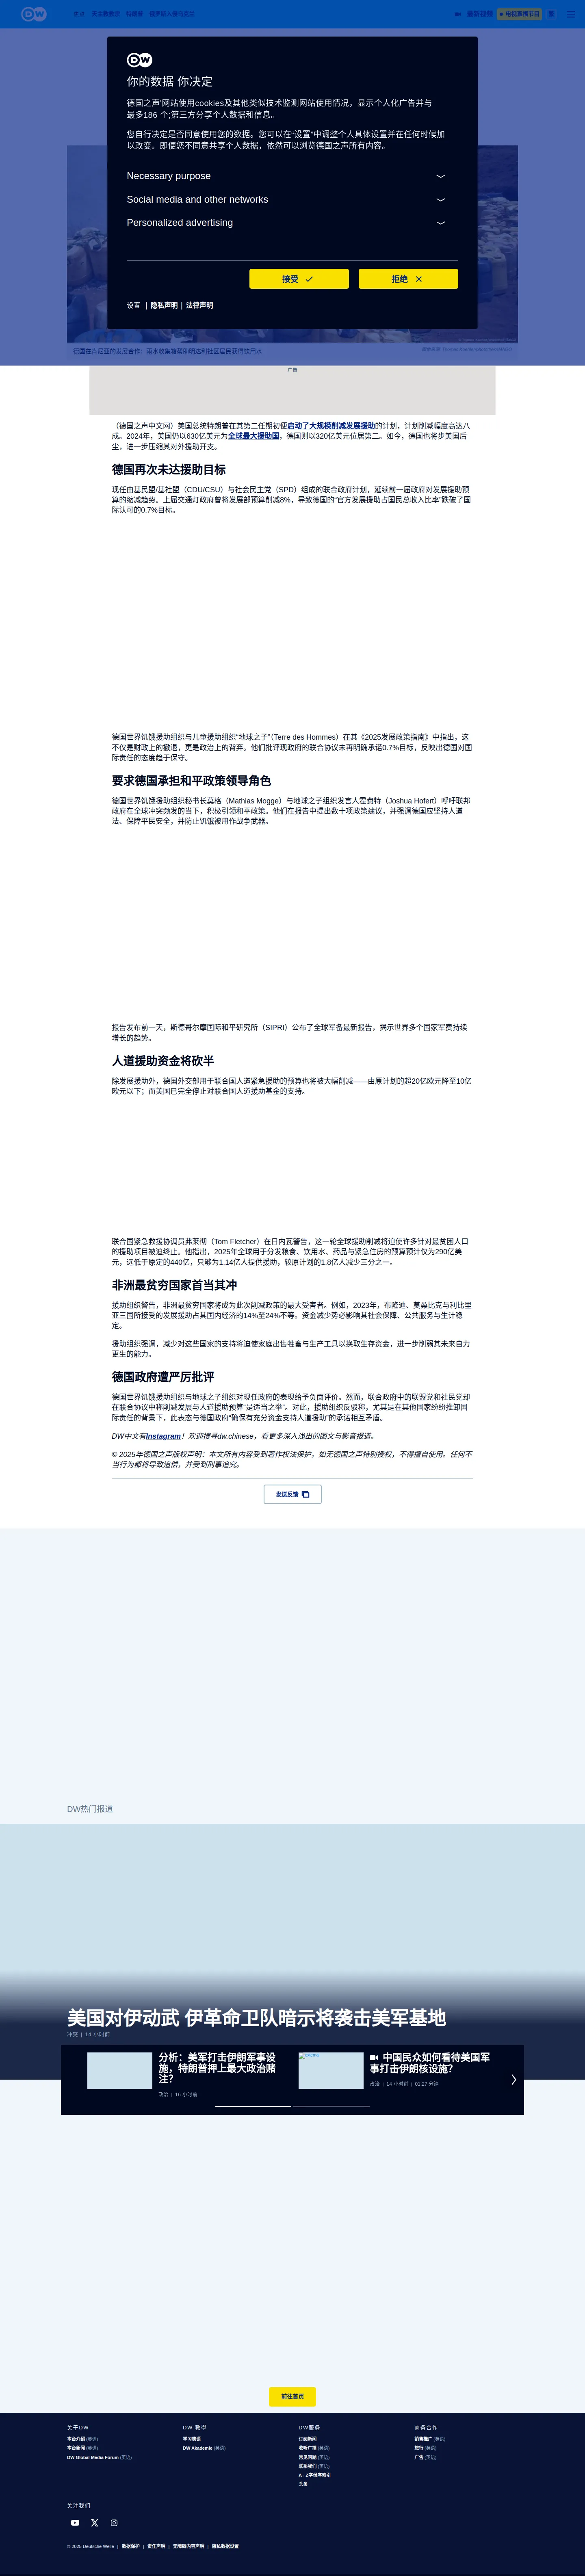 DW
最新视频
电视直播节目
DW
你的数据 你决定
德国之声'网站用cookies及其他类似技术监测网站使用情况，显示个人化广告并与
最多186 个;第三方分享个人数据和信息。
您自行决定是否同意使用您的数据。您可以在“设置”中调整个人具体设置并在任何时候加
以改变。即便您不同意共享个人数据，依然可以浏览德国之声所有内容。
Necessary purpose
Social media and other networks
Personalized advertising
接受
拒绝
设置 | 隐私声明 | 法律声明
德国在肯尼亚的发展合作：雨水收集箱帮助明达利社区居民获得饮用水
广告
（德国之声中文网）美国总统特朗普在其第二任期初便启动了大规模削减发展援助的计划，计划削减幅度高达八
成。2024年，美国仍以630亿美元为全球最大援助国，德国则以320亿美元位居第二。如今，德国也将步美国后
尘，进一步压缩其对外援助开支。
德国再次未达援助目标
现任由基民盟/基社盟（CDU/CSU）与社会民主党（SPD）组成的联合政府计划，延续前一届政府对发展援助预
算的缩减趋势。上届交通灯政府曾将发展部预算削减8%，导致德国的“官方发展援助占国民总收入比率”跌破了国
际认可的0.7%目标。
德国世界饥饿援助组织与儿童援助组织“地球之子”（Terre des Hommes）在其《2025发展政策指南》中指出，这
不仅是财政上的撤退，更是政治上的背弃。他们批评现政府的联合协议未再明确承诺0.7%目标，反映出德国对国
际责任的态度趋于保守。
要求德国承担和平政策领导角色
德国世界饥饿援助组织秘书长莫格（Mathias Mogge）与地球之子组织发言人霍费特（Joshua Hofert）呼吁联邦
政府在全球冲突频发的当下，积极引领和平政策。他们在报告中提出数十项政策建议，并强调德国应坚持人道
法、保障平民安全，并防止饥饿被用作战争武器。
报告发布前一天，斯德哥尔摩国际和平研究所（SIPRI）公布了全球军备最新报告，揭示世界多个国家军费持续
增长的趋势。
人道援助资金将砍半
除发展援助外，德国外交部用于联合国人道紧急援助的预算也将被大幅削减——由原计划的超20亿欧元降至10亿
欧元以下；而美国已完全停止对联合国人道援助基金的支持。
联合国紧急救援协调员弗莱彻（Tom Fletcher）在日内瓦警告，这一轮全球援助削减将迫使许多针对最贫困人口
的援助项目被迫终止。他指出，2025年全球用于分发粮食、饮用水、药品与紧急住房的预算预计仅为290亿美
元，远低于原定的440亿，只够为1.14亿人提供援助，较原计划的1.8亿人减少三分之一。
非洲最贫穷国家首当其冲
援助组织警告，非洲最贫穷国家将成为此次削减政策的最大受害者。例如，2023年，布隆迪、莫桑比克与利比里
亚三国所接受的发展援助占其国内经济的14%至24%不等。资金减少势必影响其社会保障、公共服务与生计稳
定。
援助组织强调，减少对这些国家的支持将迫使家庭出售牲畜与生产工具以换取生存资金，进一步削弱其未来自力
更生的能力。
德国政府遭严厉批评
德国世界饥饿援助组织与地球之子组织对现任政府的表现给予负面评价。然而，联合政府中的联盟党和社民党却
在联合协议中称削减发展与人道援助预算“是适当之举”。对此，援助组织反驳称，尤其是在其他国家纷纷推卸国
际责任的背景下，此表态与德国政府“确保有充分资金支持人道援助”的承诺相互矛盾。
DW中文有Instagram！欢迎搜寻dw.chinese，看更多深入浅出的图文与影音报道。
© 2025年德国之声版权声明：本文所有内容受到著作权法保护，如无德国之声特别授权，不得擅自使用。任何不
当行为都将导致追偿，并受到刑事追究。
发送反馈
DW热门报道
美国对伊动武 伊革命卫队暗示将袭击美军基地
冲突 | 14 小时前
分析：美军打击伊朗军事设
施，特朗普押上最大政治赌
注?
政治 | 16 小时前
中国民众如何看待美国军
事打击伊朗核设施？
政治 | 14 小时前 | 01:27 分钟
前往首页
关于DW
本台介绍 (英语)
本台新闻 (英语)
DW Global Media Forum (英语)
DW 教學
学习德语
DW Akademie (英语)
DW服务
订阅新闻
收听广播 (英语)
常见问题 (英语)
联系我们 (英语)
A - Z字母序索引
头条
商务合作
销售推广 (英语)
旅行 (英语)
广告 (英语)
关注我们
© 2025 Deutsche Welle | 数据保护 | 责任声明 | 无障碍内容声明 | 隐私数据设置